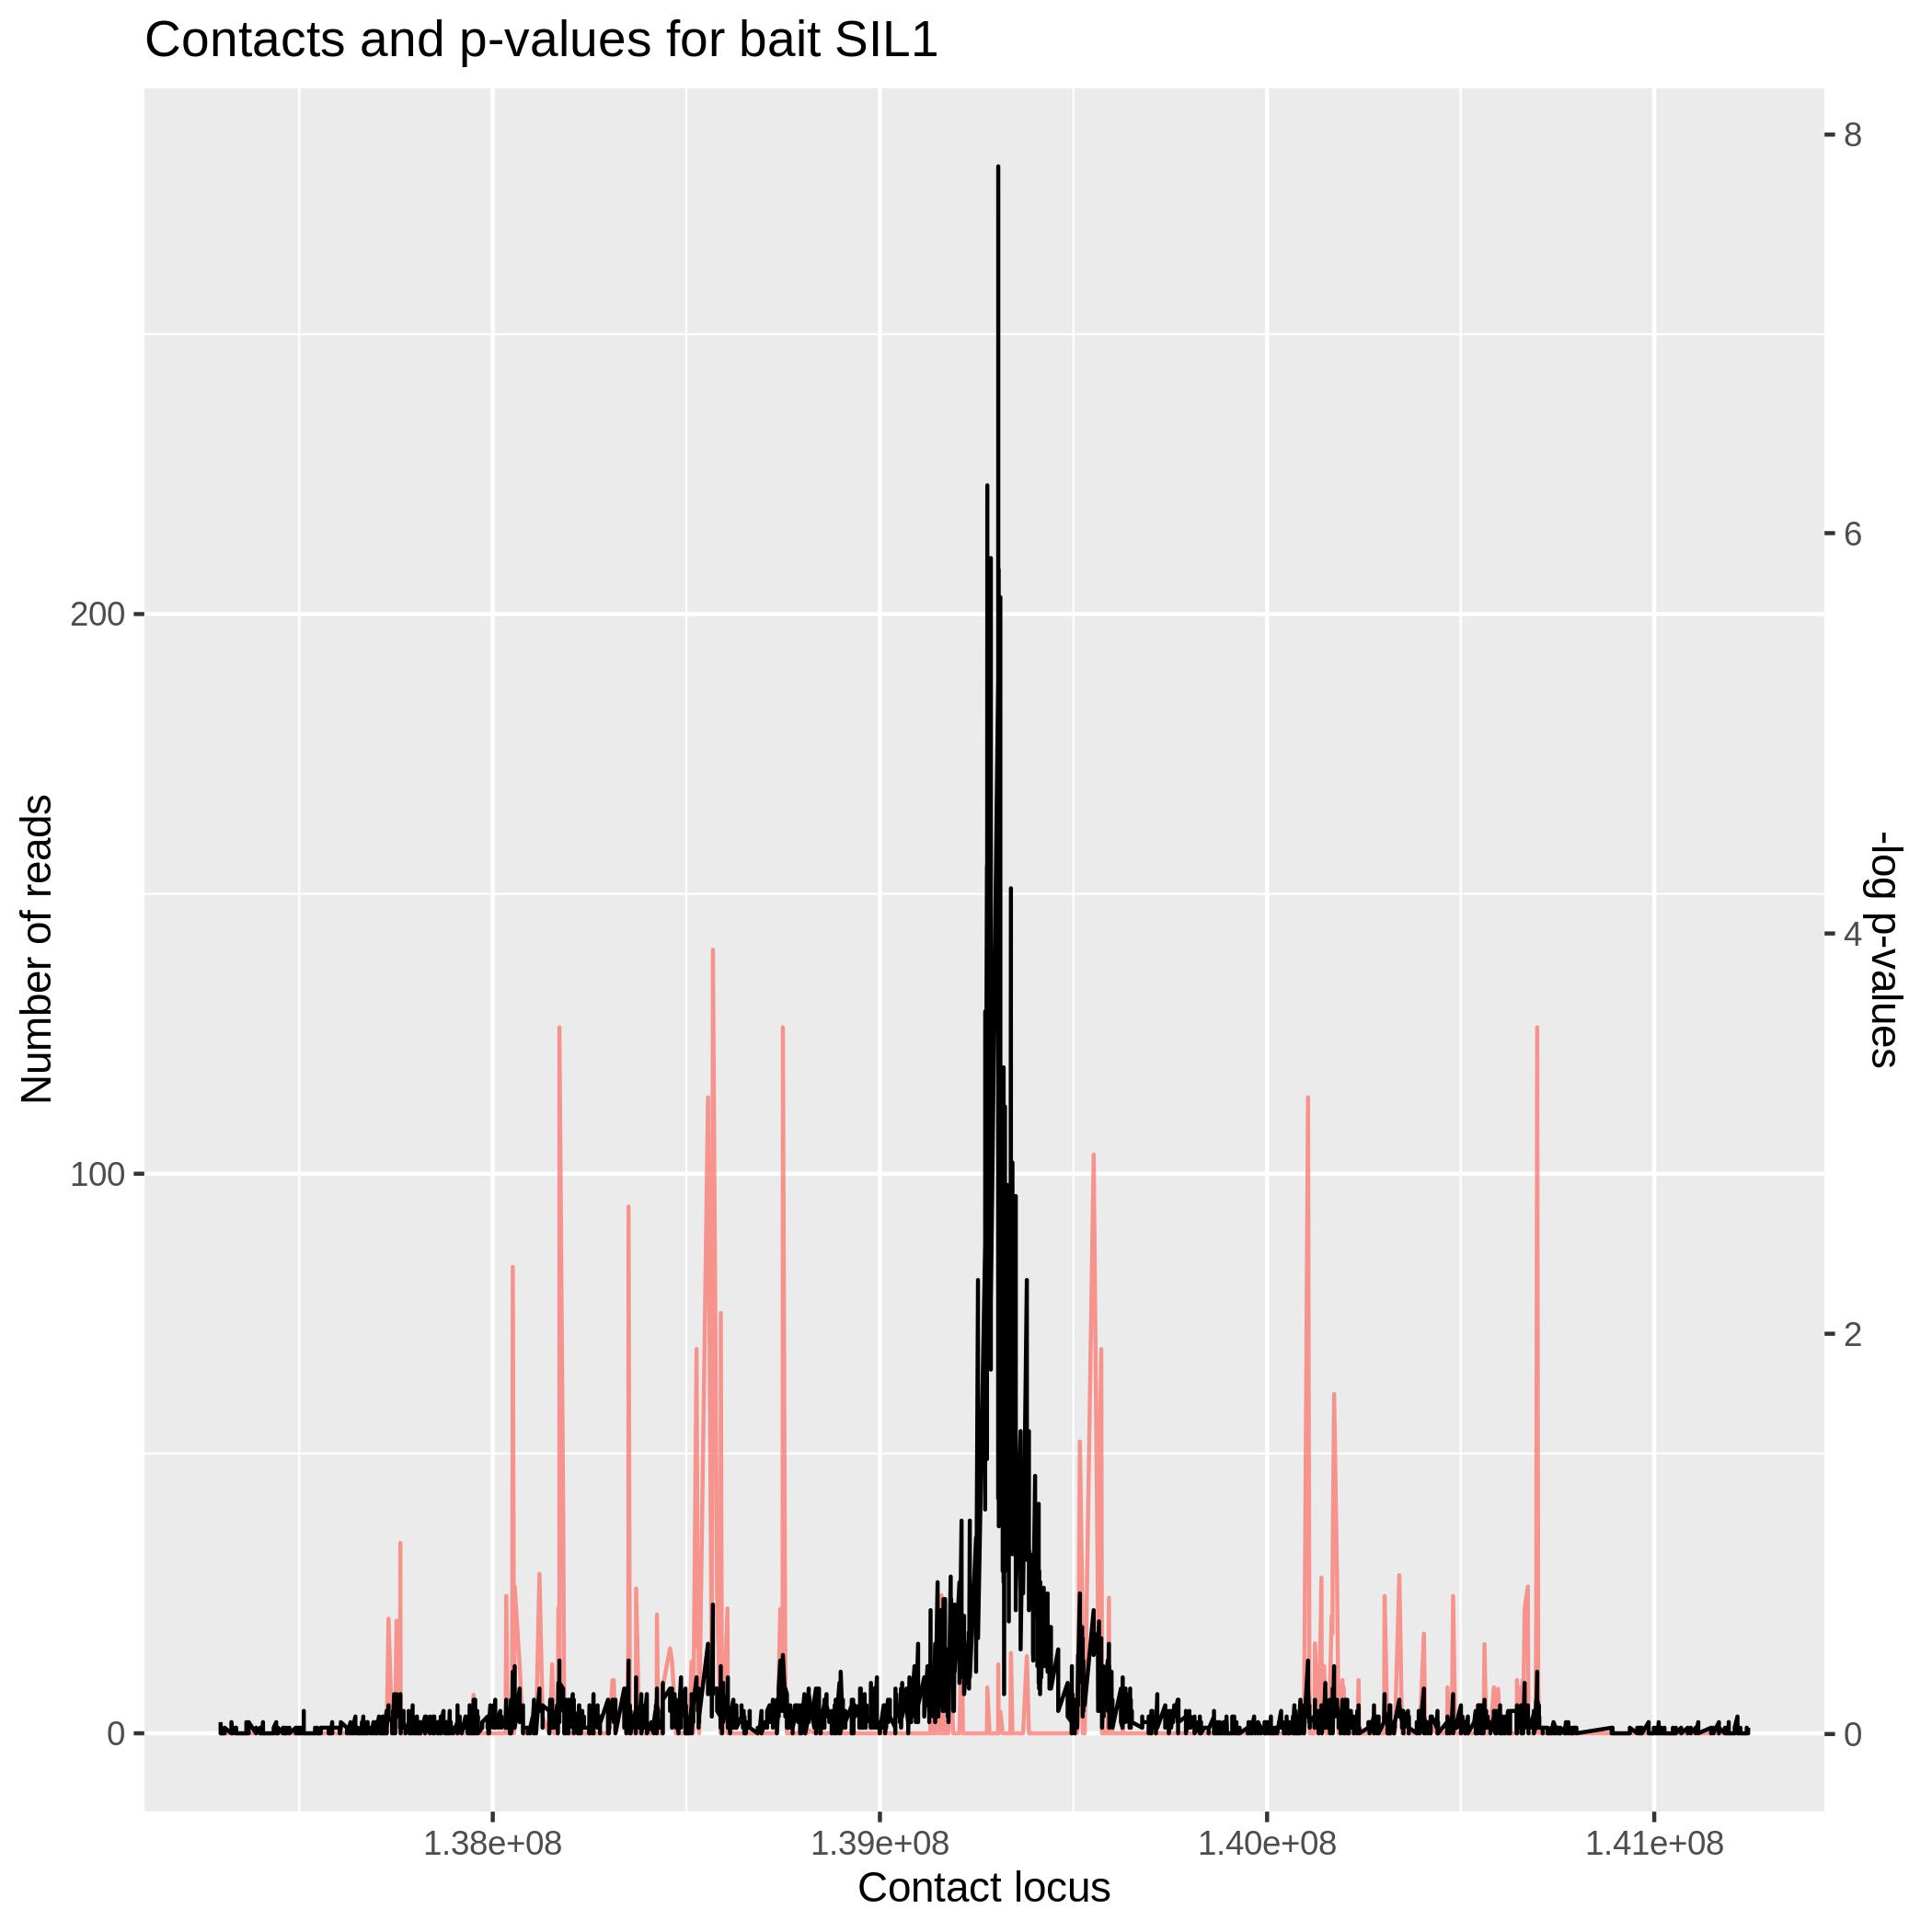 Contacts and p-values for bait SIL1
Number of reads
200
100
0
8
6
4
2
0
-log p-values
1.38e+08
1.39e+08
1.40e+08
1.41e+08
Contact locus